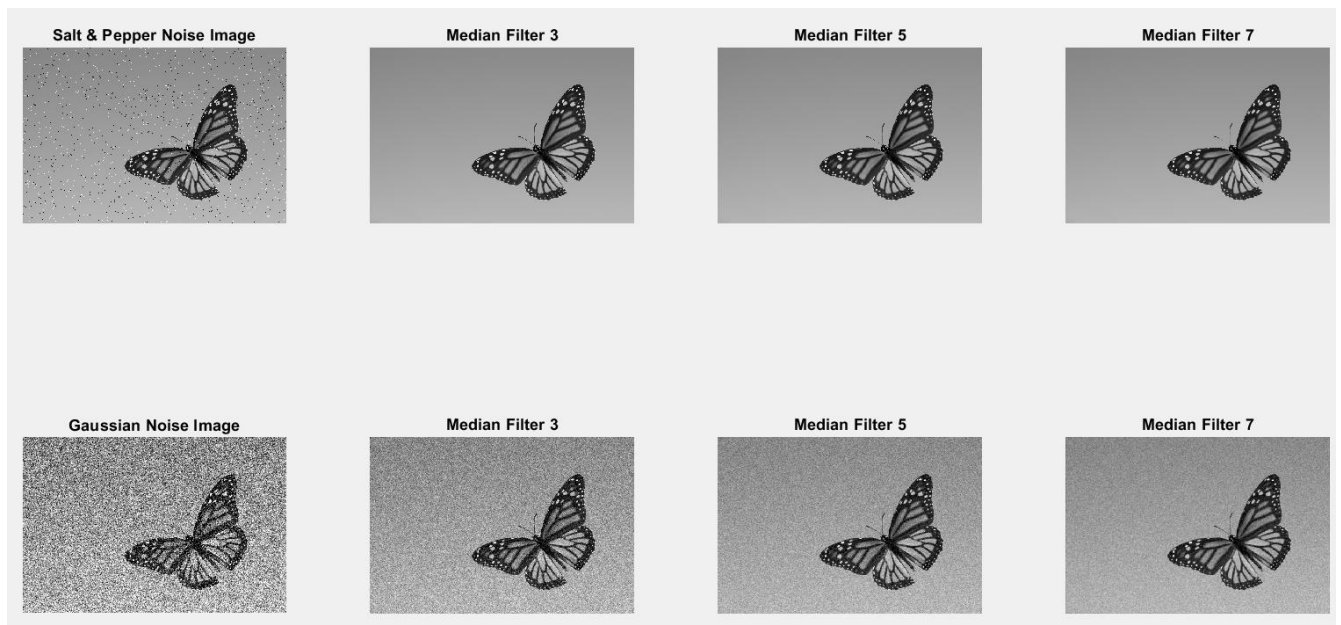 Salt & Pepper Noise Image
Median Filter 3
Median Filter 5
Median Filter 7
Gaussian Noise Image
Median Filter 3
Median Filter 5
Median Filter 7